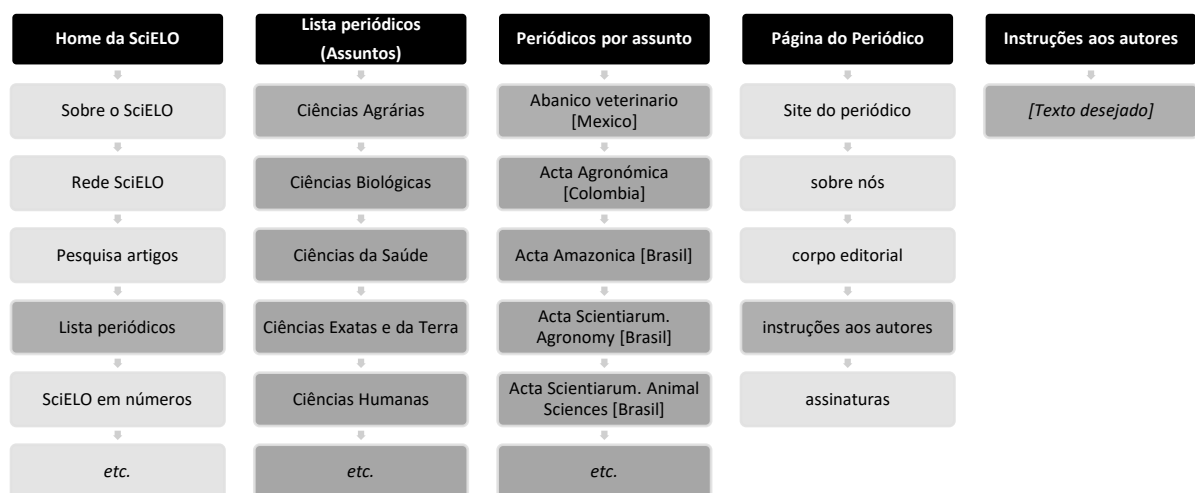 Home da SciELO
Sobre o SciELO
Rede SciELO
Pesquisa artigos
Lista periódicos
SciELO em números
etc.
Lista periódicos
(Assuntos)
Ciências Agrárias
Ciências Biológicas
Ciências da Saúde
Ciências Exatas e da Terra
Ciências Humanas
etc.
Periódicos por assunto
Abanico veterinario
[Mexico]
Acta Agronómica
[Colombia]
Acta Amazonica [Brasil]
Acta Scientiarum.
Agronomy [Brasil]
Acta Scientiarum. Animal
Sciences [Brasil]
etc.
Página do Periódico
Site do periódico
sobre nós
corpo editorial
instruções aos autores
assinaturas
Instruções aos autores
[Texto desejado]